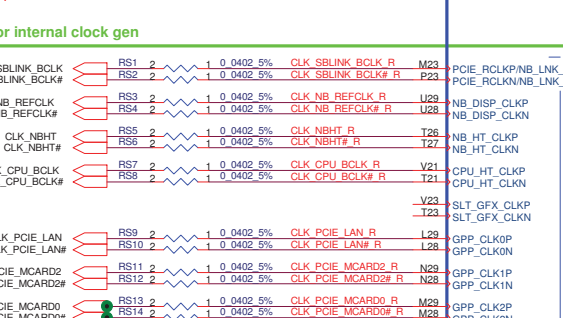 or internal clock gen
SBLINK_BCLK RS1 2 1 0_0402_5% CLK_SBLINK_BCLK_R M23 PCIE_RCLKP/NB_LNK_
BLINK_BCLK# RS2 2 1 0_0402_5% CLK_SBLINK_BCLK#_R P23 PCIE_RCLKN/NB_LNK_
NB_REFCLK RS3 2 1 0_0402_5% CLK_NB_REFCLK_R U29 NB_DISP_CLKP
B_REFCLK# RS4 2 1 0_0402_5% CLK_NB_REFCLK#_R U28 NB_DISP_CLKN
CLK_NBHT RS5 2 1 0_0402_5% CLK_NBHT_R T26 NB_HT_CLKP
CLK_NBHT# RS6 2 1 0_0402_5% CLK_NBHT#_R T27 NB_HT_CLKN
CLK_CPU_BCLK RS7 2 1 0_0402_5% CLK_CPU_BCLK_R V21 CPU_HT_CLKP
_CPU_BCLK# RS8 2 1 0_0402_5% CLK_CPU_BCLK#_R T21 CPU_HT_CLKN
V23 SLT_GFX_CLKP
T23 SLT_GFX_CLKN
LK_PCIE_LAN RS9 2 1 0_0402_5% CLK_PCIE_LAN_R L29 GPP_CLK0P
K_PCIE_LAN# RS10 2 1 0_0402_5% CLK_PCIE_LAN#_R L28 GPP_CLK0N
CIE_MCARD2 RS11 2 1 0_0402_5% CLK_PCIE_MCARD2_R N29 GPP_CLK1P
CIE_MCARD2# RS12 2 1 0_0402_5% CLK_PCIE_MCARD2#_R N28 GPP_CLK1N
CIE_MCARD0 RS13 2 1 0_0402_5% CLK_PCIE_MCARD0_R M29 GPP_CLK2P
CIE_MCARD0# RS14 2 1 0_0402_5% CLK_PCIE_MCARD0#_R M28